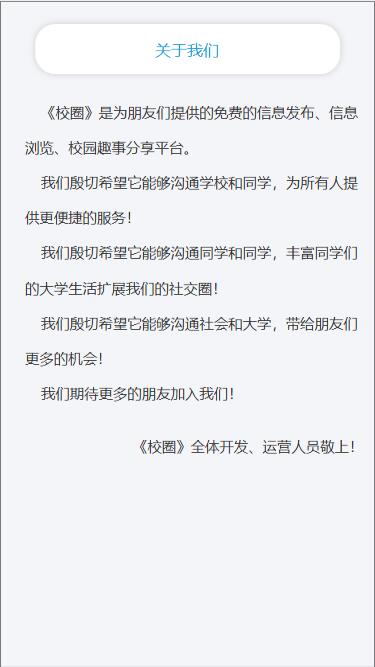 关于我们
《校圈》是为朋友们提供的免费的信息发布、信息
浏览、校园趣事分享平台。
我们殷切希望它能够沟通学校和同学，为所有人提
供更便捷的服务！
我们殷切希望它能够沟通同学和同学，丰富同学们
的大学生活扩展我们的社交圈！
我们殷切希望它能够沟通社会和大学，带给朋友们
更多的机会！
我们期待更多的朋友加入我们！
《校圈》全体开发、运营人员敬上！